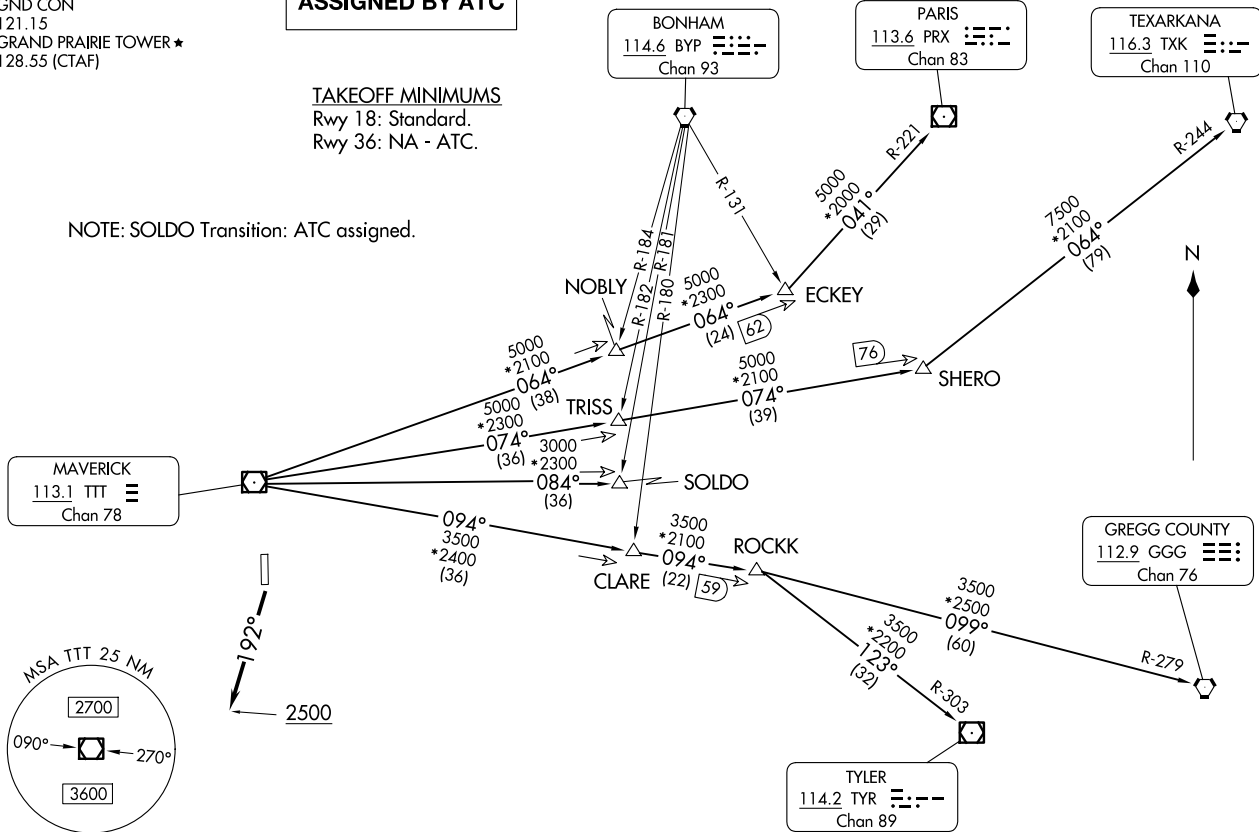 GND CON
121.15
GRAND PRAIRIE TOWER★
128.55 (CTAF)
ASSIGNED BY ATC
TAKEOFF MINIMUMS
Rwy 18: Standard.
Rwy 36: NA - ATC.
NOTE: SOLDO Transition: ATC assigned.
BONHAM
114.6 BYP
Chan 93
PARIS
113.6 PRX
Chan 83
TEXARKANA
116.3 TXK
Chan 110
R-221
R-244
R-131
R-184
R-181
R-182
R-180
5000
*2000
041°
(29)
7500
*2100
064°
(79)
N
NOBLY
5000
*2300
064°
(24)
62
ECKEY
5000
*2100
064°
(38)
TRISS
5000
*2100
074°
(39)
76
SHERO
5000
*2300
074°
(36)
3000
*2300
084°
(36)
SOLDO
MAVERICK
113.1 TTT
Chan 78
094°
3500
*2400
(36)
CLARE
3500
*2100
094°
(22)
59
ROCKK
GREGG COUNTY
112.9 GGG
Chan 76
3500
*2500
099°
(60)
R-279
3500
*2200
123°
(32)
R-303
192°
2500
MSA TTT 25 NM
2700
090°
270°
3600
TYLER
114.2 TYR
Chan 89